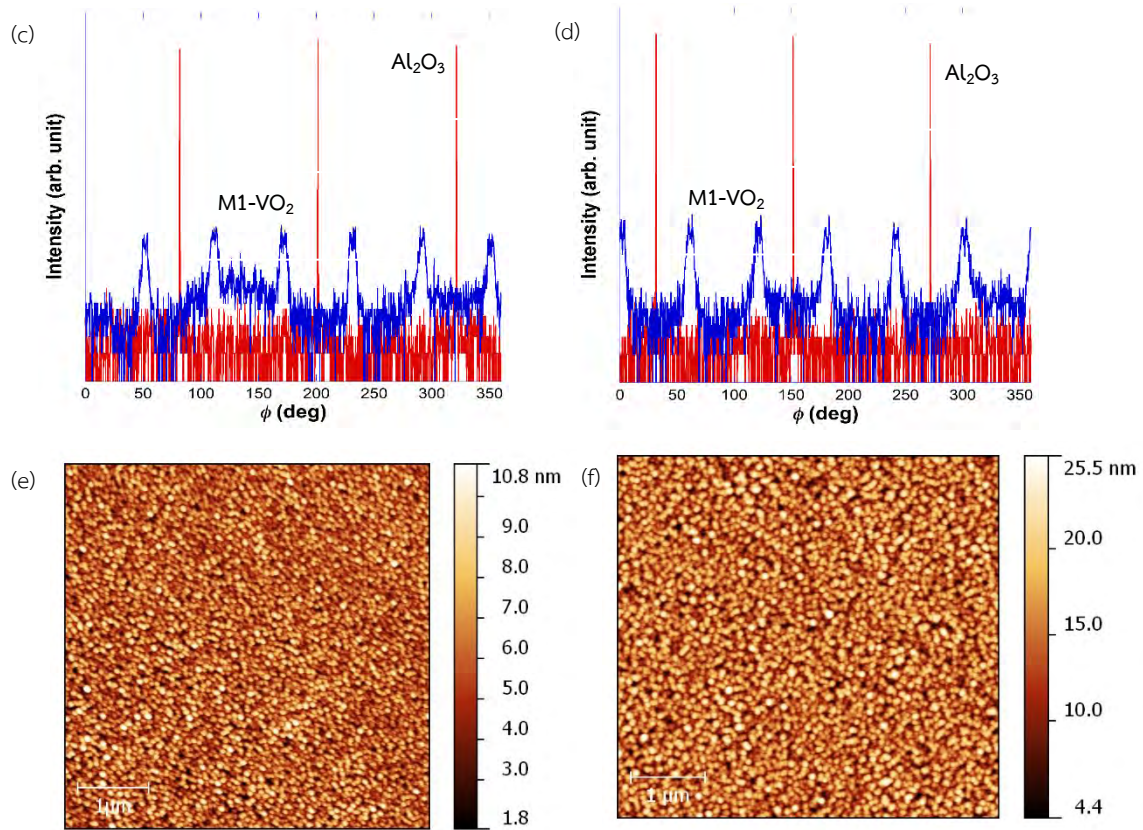 (c)
Intensity (arb. unit)
Al₂O₃
M1-VO₂
0 50 100 150 200 250 300 350
ϕ (deg)
(d)
Intensity (arb. unit)
Al₂O₃
M1-VO₂
0 50 100 150 200 250 300 350
ϕ (deg)
(e)
1µm
10.8 nm
9.0
8.0
7.0
6.0
5.0
4.0
3.0
1.8
(f)
1 µm
25.5 nm
20.0
15.0
10.0
4.4